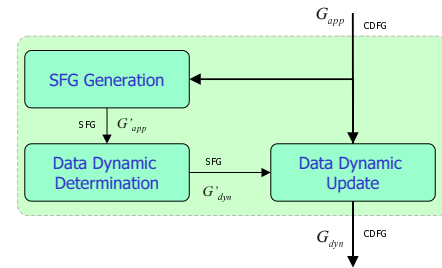 G_app
CDFG
SFG Generation
SFG G'_app
Data Dynamic
Determination
SFG
G'_dyn
Data Dynamic
Update
G_dyn
CDFG